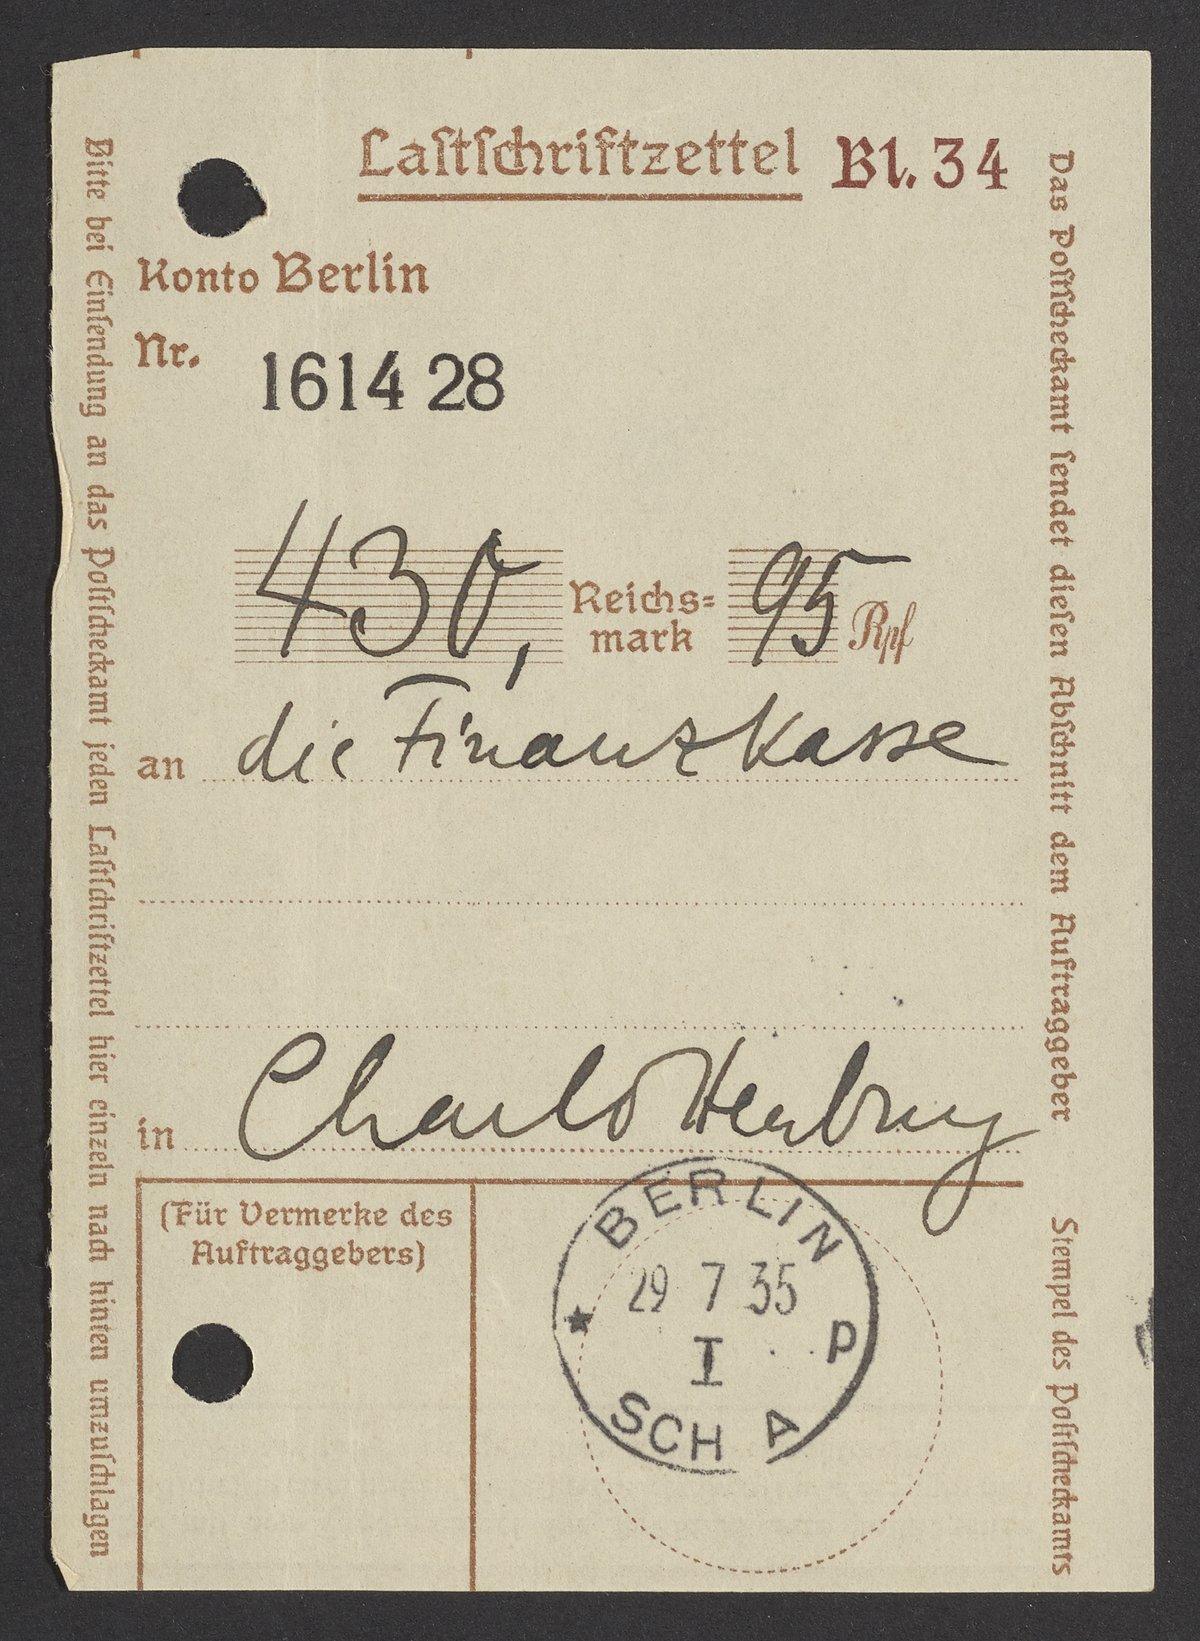 Laſtſchriftzettel Bl. 34
Konto Berlin
Nr. 1614 28
430, Reichs=
mark 95 Rpf
an die Finanzkasse
in Charlottenburg
(Für Vermerke des
Auftraggebers)
BERLIN
29 7 35
I
P SCH A
Bitte bei Einſendung an das Poſtſcheckamt jeden Laſtſchriftzettel hier einzeln nach hinten umzuſchlagen
Das Poſtſcheckamt ſendet dieſen Abſchnitt dem Auftraggeber
Stempel des Poſtſcheckamts